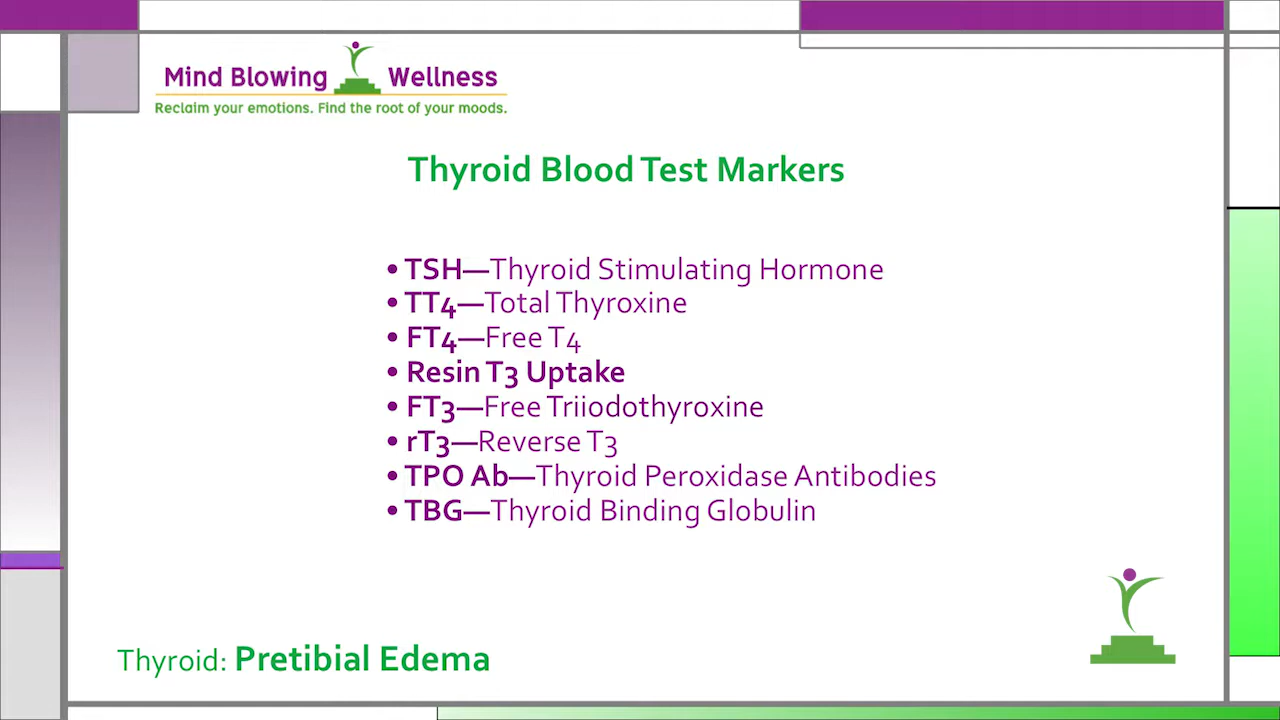 Mind Blowing Wellness
Reclaim your emotions. Find the root of your moods.
Thyroid Blood Test Markers
• TSH—Thyroid Stimulating Hormone
• TT4—Total Thyroxine
• FT4—Free T4
• Resin T3 Uptake
• FT3—Free Triiodothyroxine
• rT3—Reverse T3
• TPO Ab—Thyroid Peroxidase Antibodies
• TBG—Thyroid Binding Globulin
Thyroid: Pretibial Edema